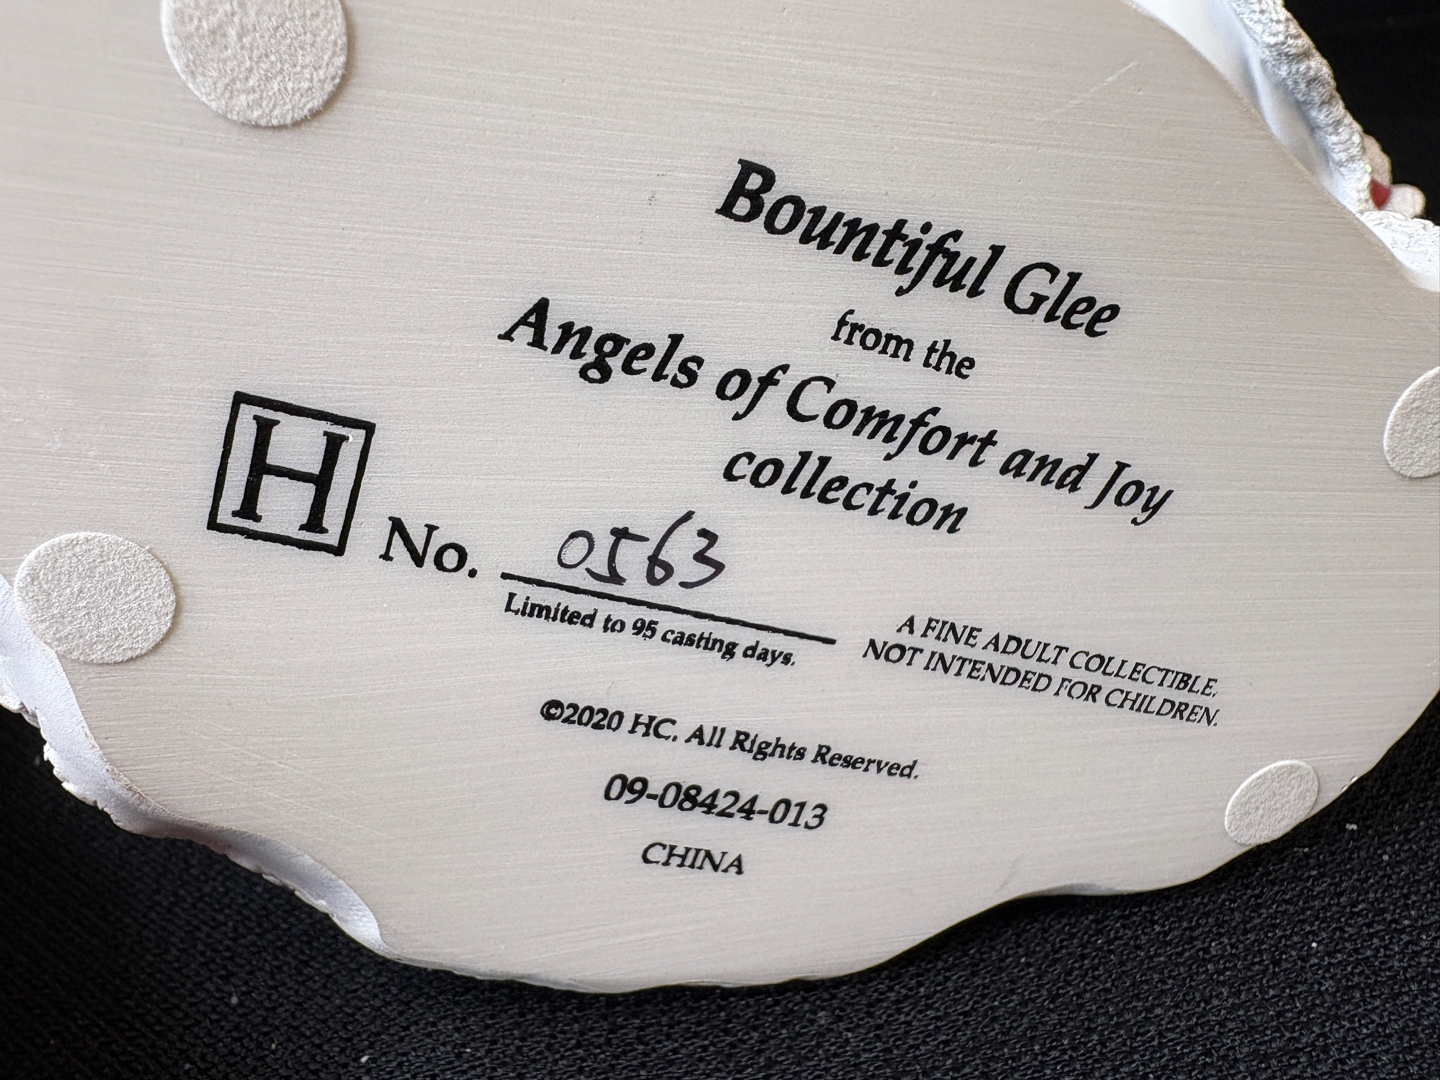 Bountiful Glee
from the
Angels of Comfort and Joy
collection
H
No. 0563
Limited to 95 casting days.
A FINE ADULT COLLECTIBLE.
NOT INTENDED FOR CHILDREN.
©2020 HC. All Rights Reserved.
09-08424-013
CHINA